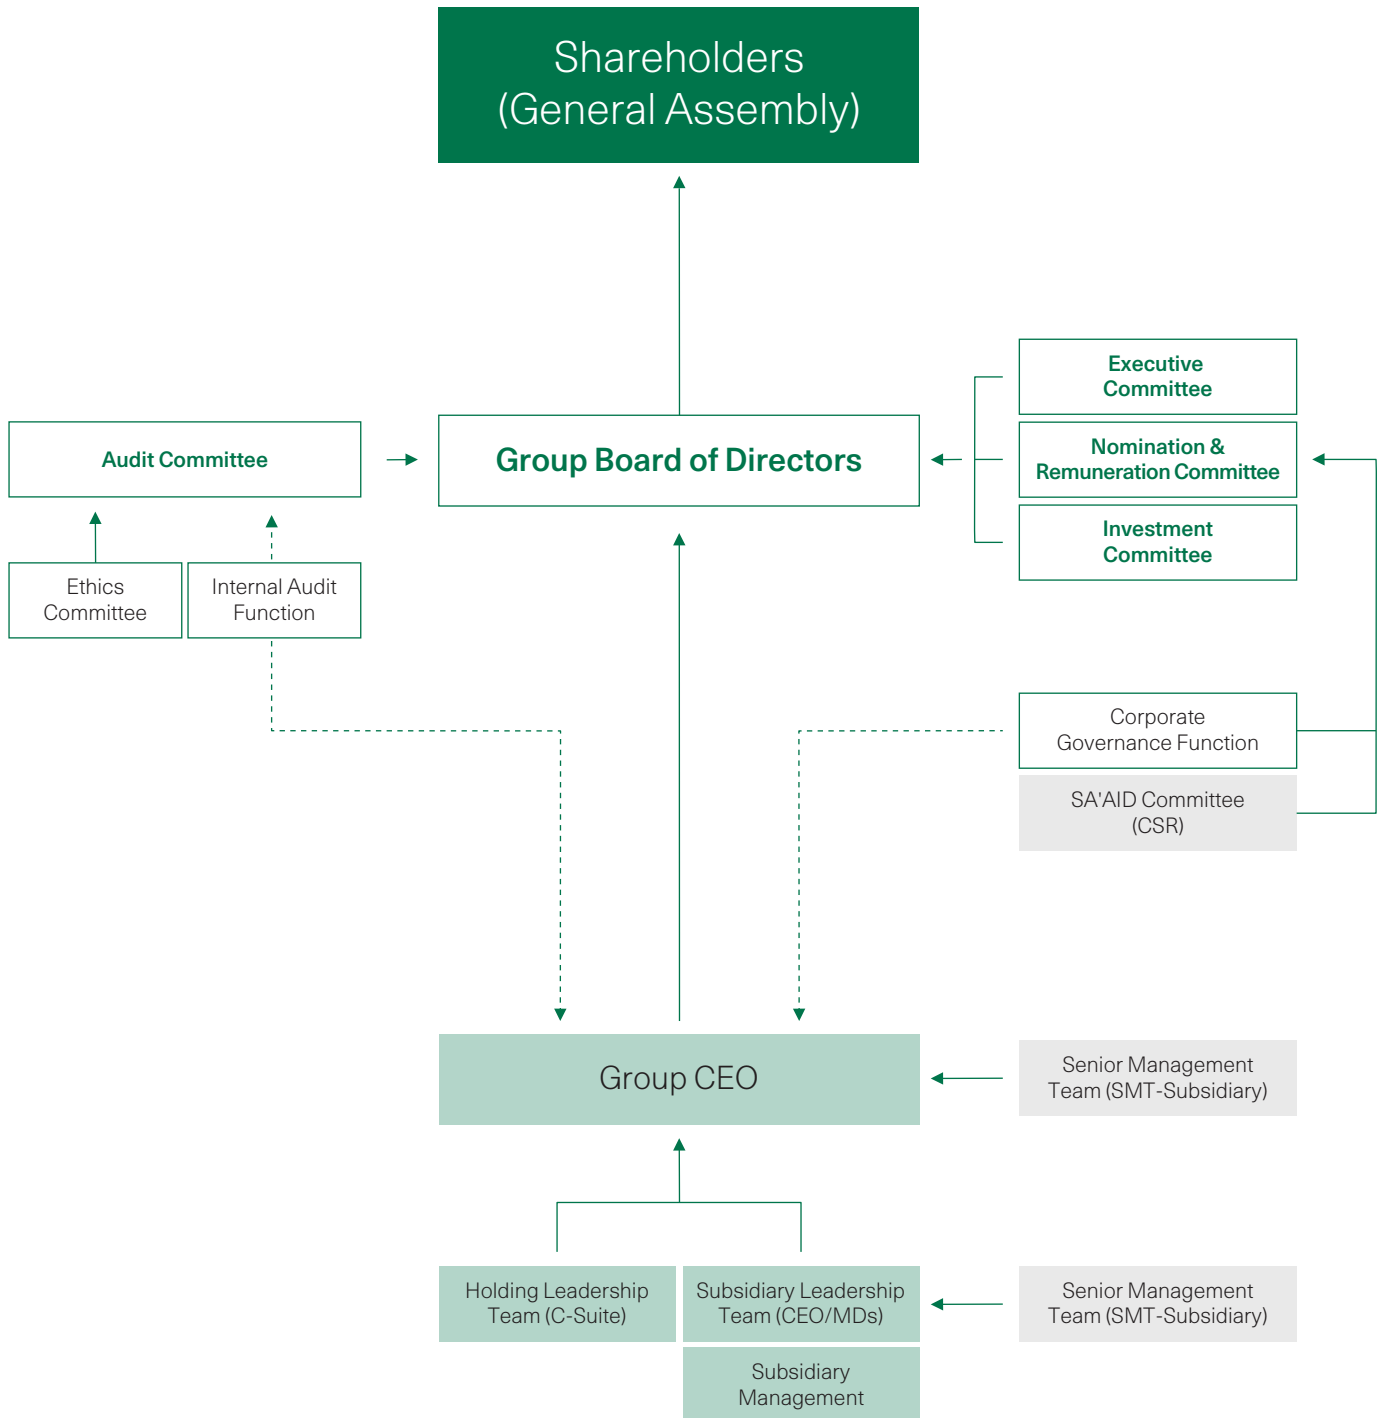 Shareholders
(General Assembly)
Executive
Committee
Audit Committee
Group Board of Directors
Nomination &
Remuneration Committee
Investment
Committee
Ethics
Committee
Internal Audit
Function
Corporate
Governance Function
SA'AID Committee
(CSR)
Group CEO
Senior Management
Team (SMT-Subsidiary)
Holding Leadership
Team (C-Suite)
Subsidiary Leadership
Team (CEO/MDs)
Senior Management
Team (SMT-Subsidiary)
Subsidiary
Management